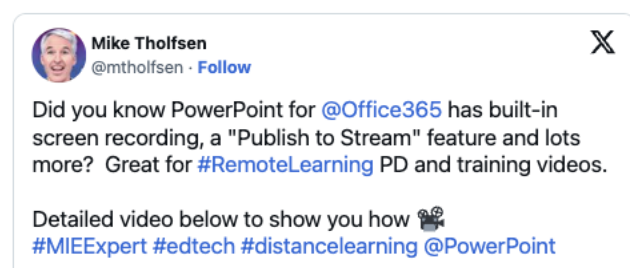 Mike Tholfsen
@mtholfsen · Follow
Did you know PowerPoint for @Office365 has built-in
screen recording, a "Publish to Stream" feature and lots
more?  Great for #RemoteLearning PD and training videos.
Detailed video below to show you how 📽
#MIEExpert #edtech #distancelearning @PowerPoint